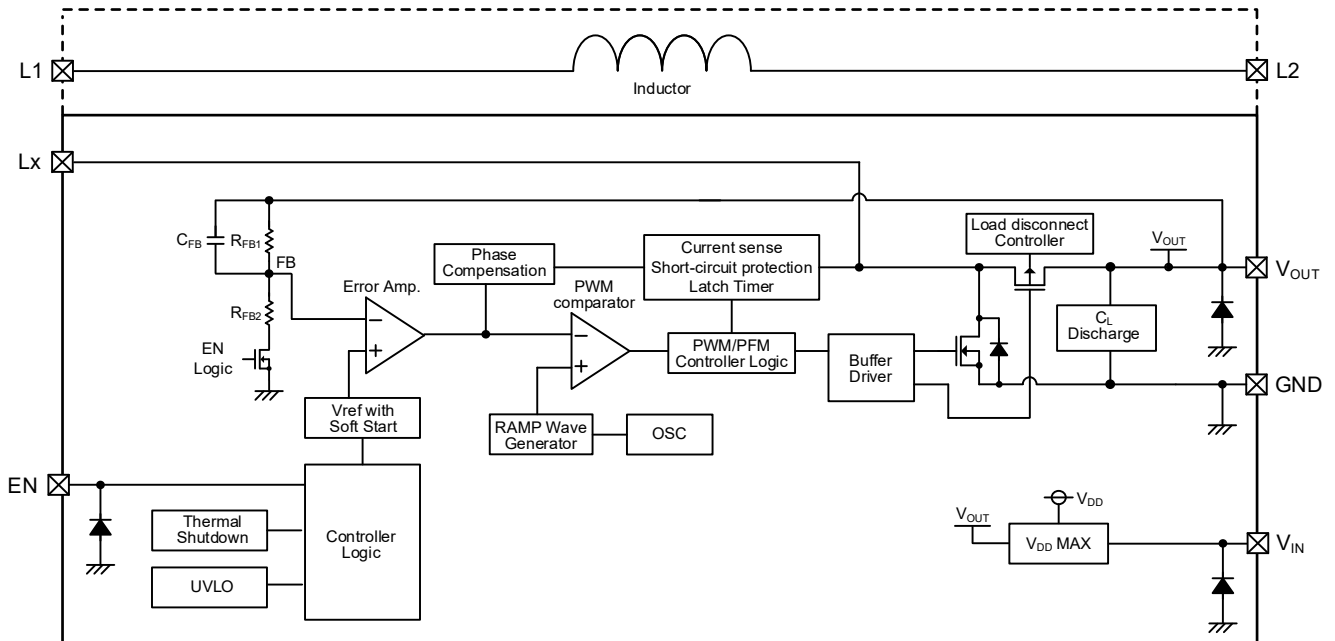 L1
L2
Inductor
Lx
Load disconnect
Controller
CFB
RFB1
FB
Phase
Compensation
Current sense
Short-circuit protection
Latch Timer
VOUT
VOUT
Error Amp.
PWM
comparator
RFB2
EN
Logic
PWM/PFM
Controller Logic
Buffer
Driver
CL
Discharge
GND
Vref with
Soft Start
RAMP Wave
Generator
OSC
EN
Thermal
Shutdown
UVLO
Controller
Logic
VOUT
VDD
VDD MAX
VIN